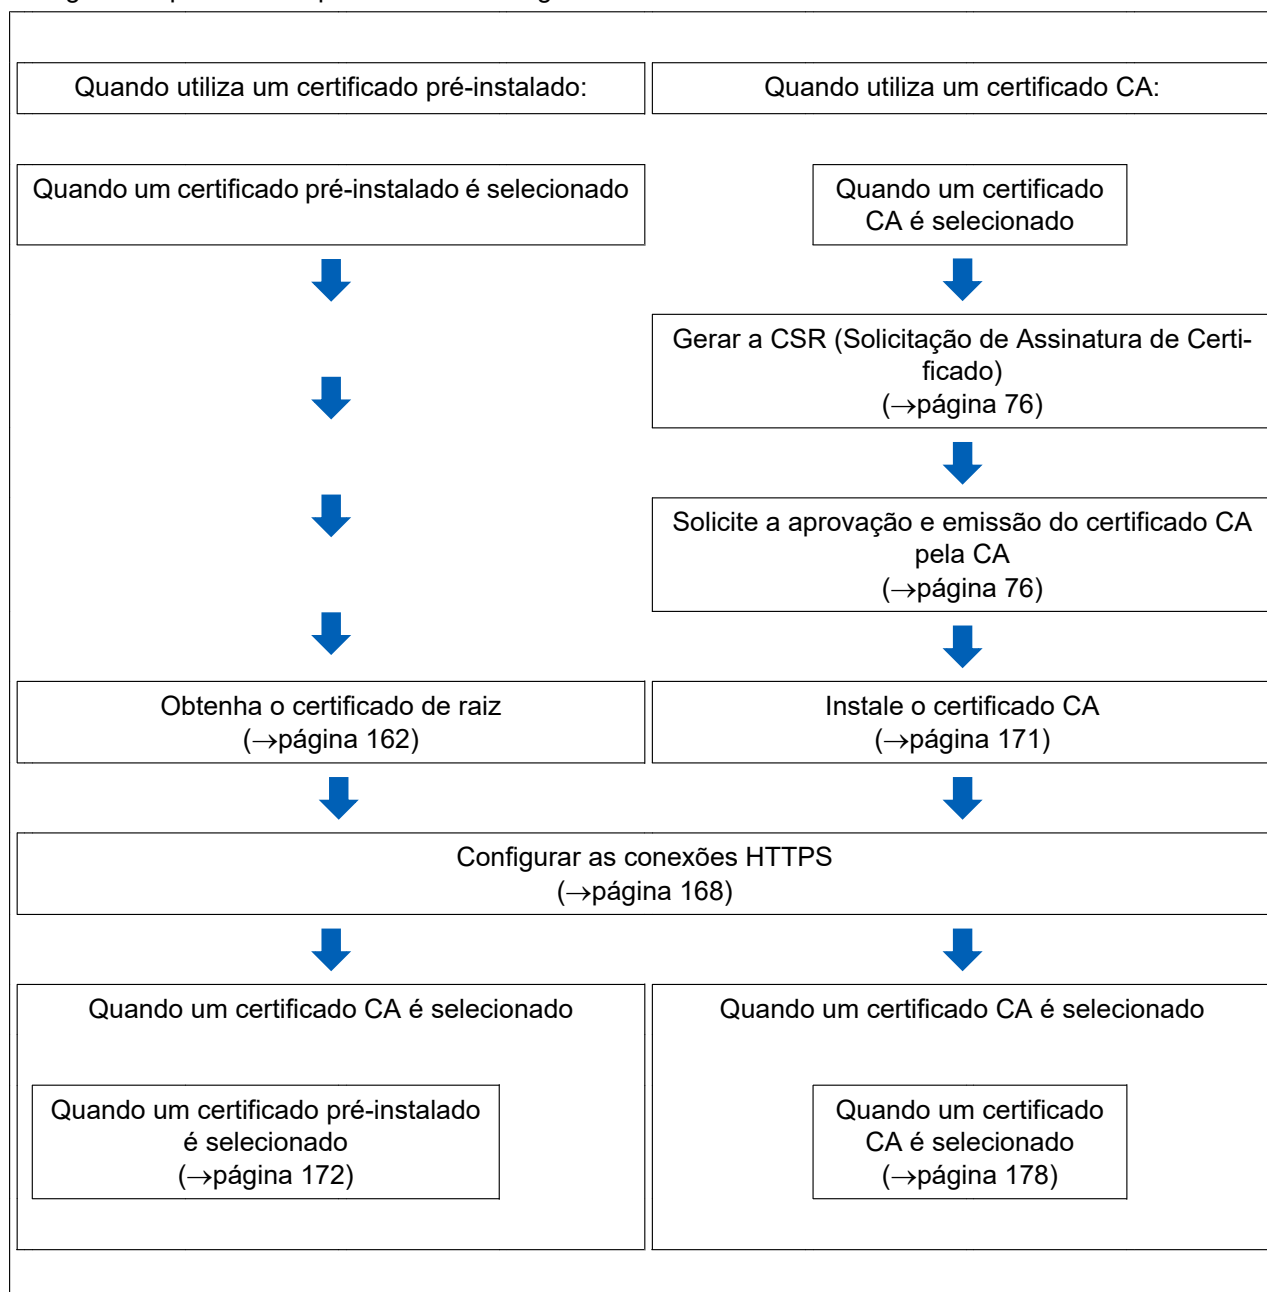 Quando utiliza um certificado pré-instalado:
Quando utiliza um certificado CA:
Quando um certificado pré-instalado é selecionado
Quando um certificado
CA é selecionado
Gerar a CSR (Solicitação de Assinatura de Certi-
ficado)
(→página 76)
Solicite a aprovação e emissão do certificado CA
pela CA
(→página 76)
Obtenha o certificado de raiz
(→página 162)
Instale o certificado CA
(→página 171)
Configurar as conexões HTTPS
(→página 168)
Quando um certificado CA é selecionado
Quando um certificado pré-instalado
é selecionado
(→página 172)
Quando um certificado CA é selecionado
Quando um certificado
CA é selecionado
(→página 178)